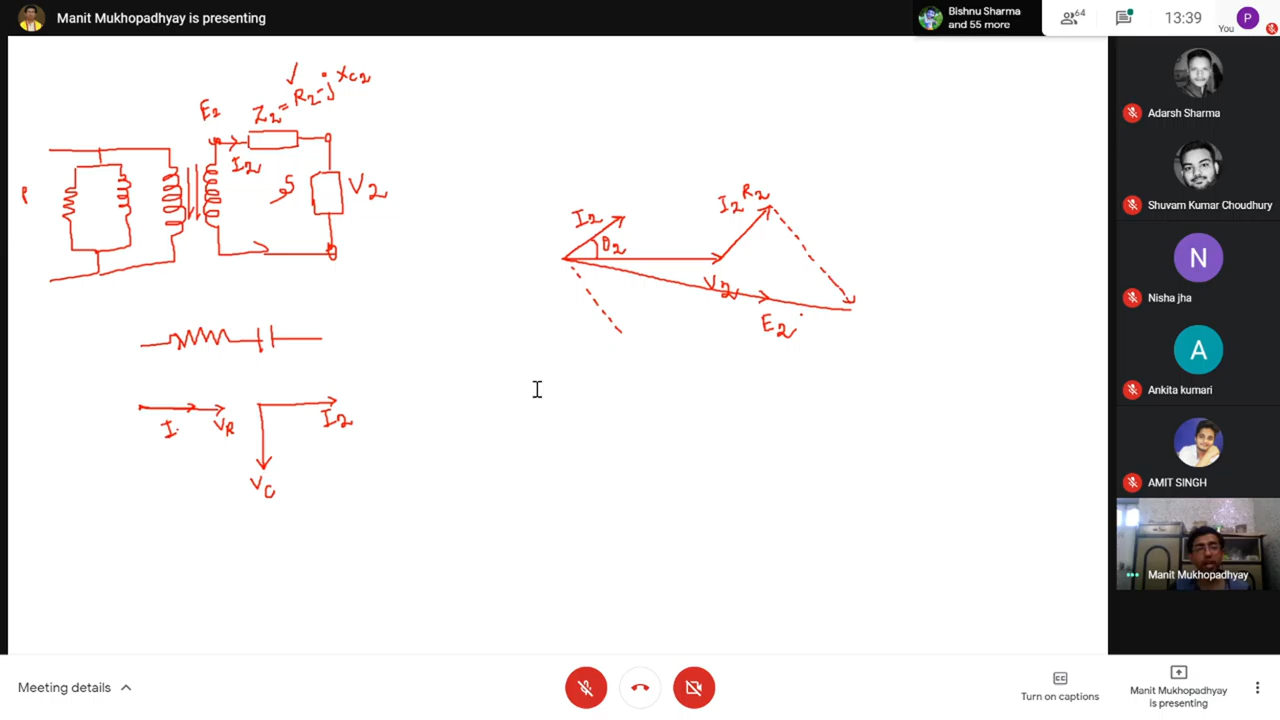 Manit Mukhopadhyay is presenting
Bishnu Sharma
and 55 more
64
13:39
You
P
E2
Z2 = R2 - j XC2
I2
V2
I2
V2
I2 R2
θ2
E2
I
VR
I2
VC
Adarsh Sharma
Shuvam Kumar Choudhury
N
Nisha jha
A
Ankita kumari
AMIT SINGH
Manit Mukhopadhyay
Meeting details
CC
Turn on captions
Manit Mukhopadhyay
is presenting